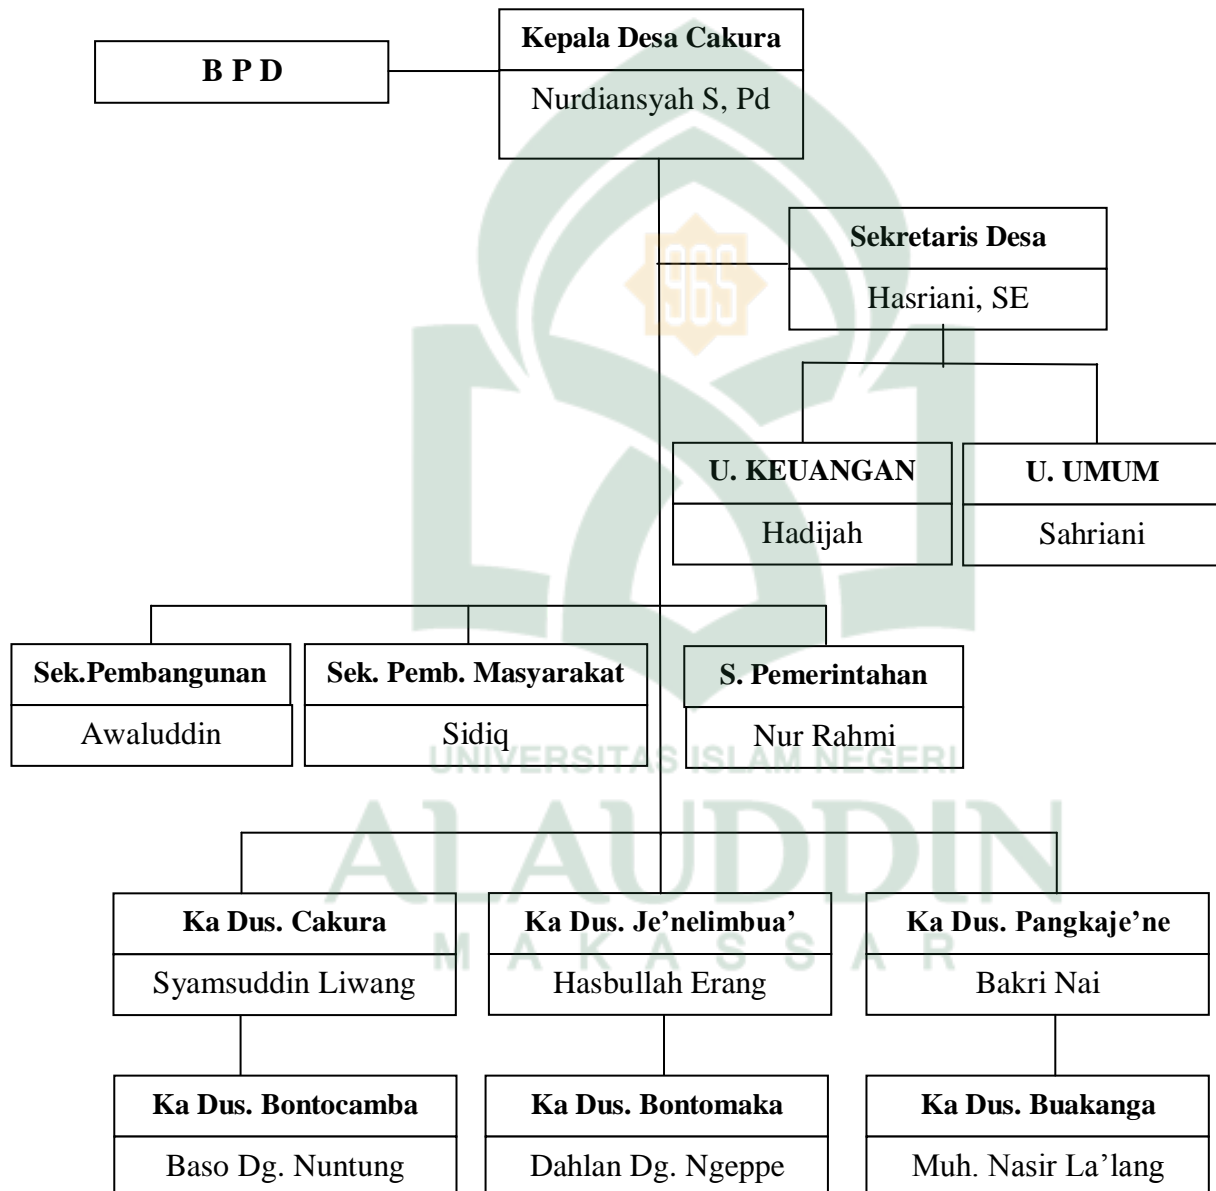 Kepala Desa Cakura
B P D
Nurdiansyah S, Pd
Sekretaris Desa
965
Hasriani, SE
U. KEUANGAN
U. UMUM
Hadijah
Sahriani
Sek.Pembangunan
Sek. Pemb. Masyarakat
S. Pemerintahan
Awaluddin
Sidiq
Nur Rahmi
UNIVERSITAS ISLAM NEGERI
ALAUDDIN
Ka Dus. Cakura
Ka Dus. Je’nelimbua’
Ka Dus. Pangkaje’ne
MAKASSAR
Syamsuddin Liwang
Hasbullah Erang
Bakri Nai
Ka Dus. Bontocamba
Ka Dus. Bontomaka
Ka Dus. Buakanga
Baso Dg. Nuntung
Dahlan Dg. Ngeppe
Muh. Nasir La’lang